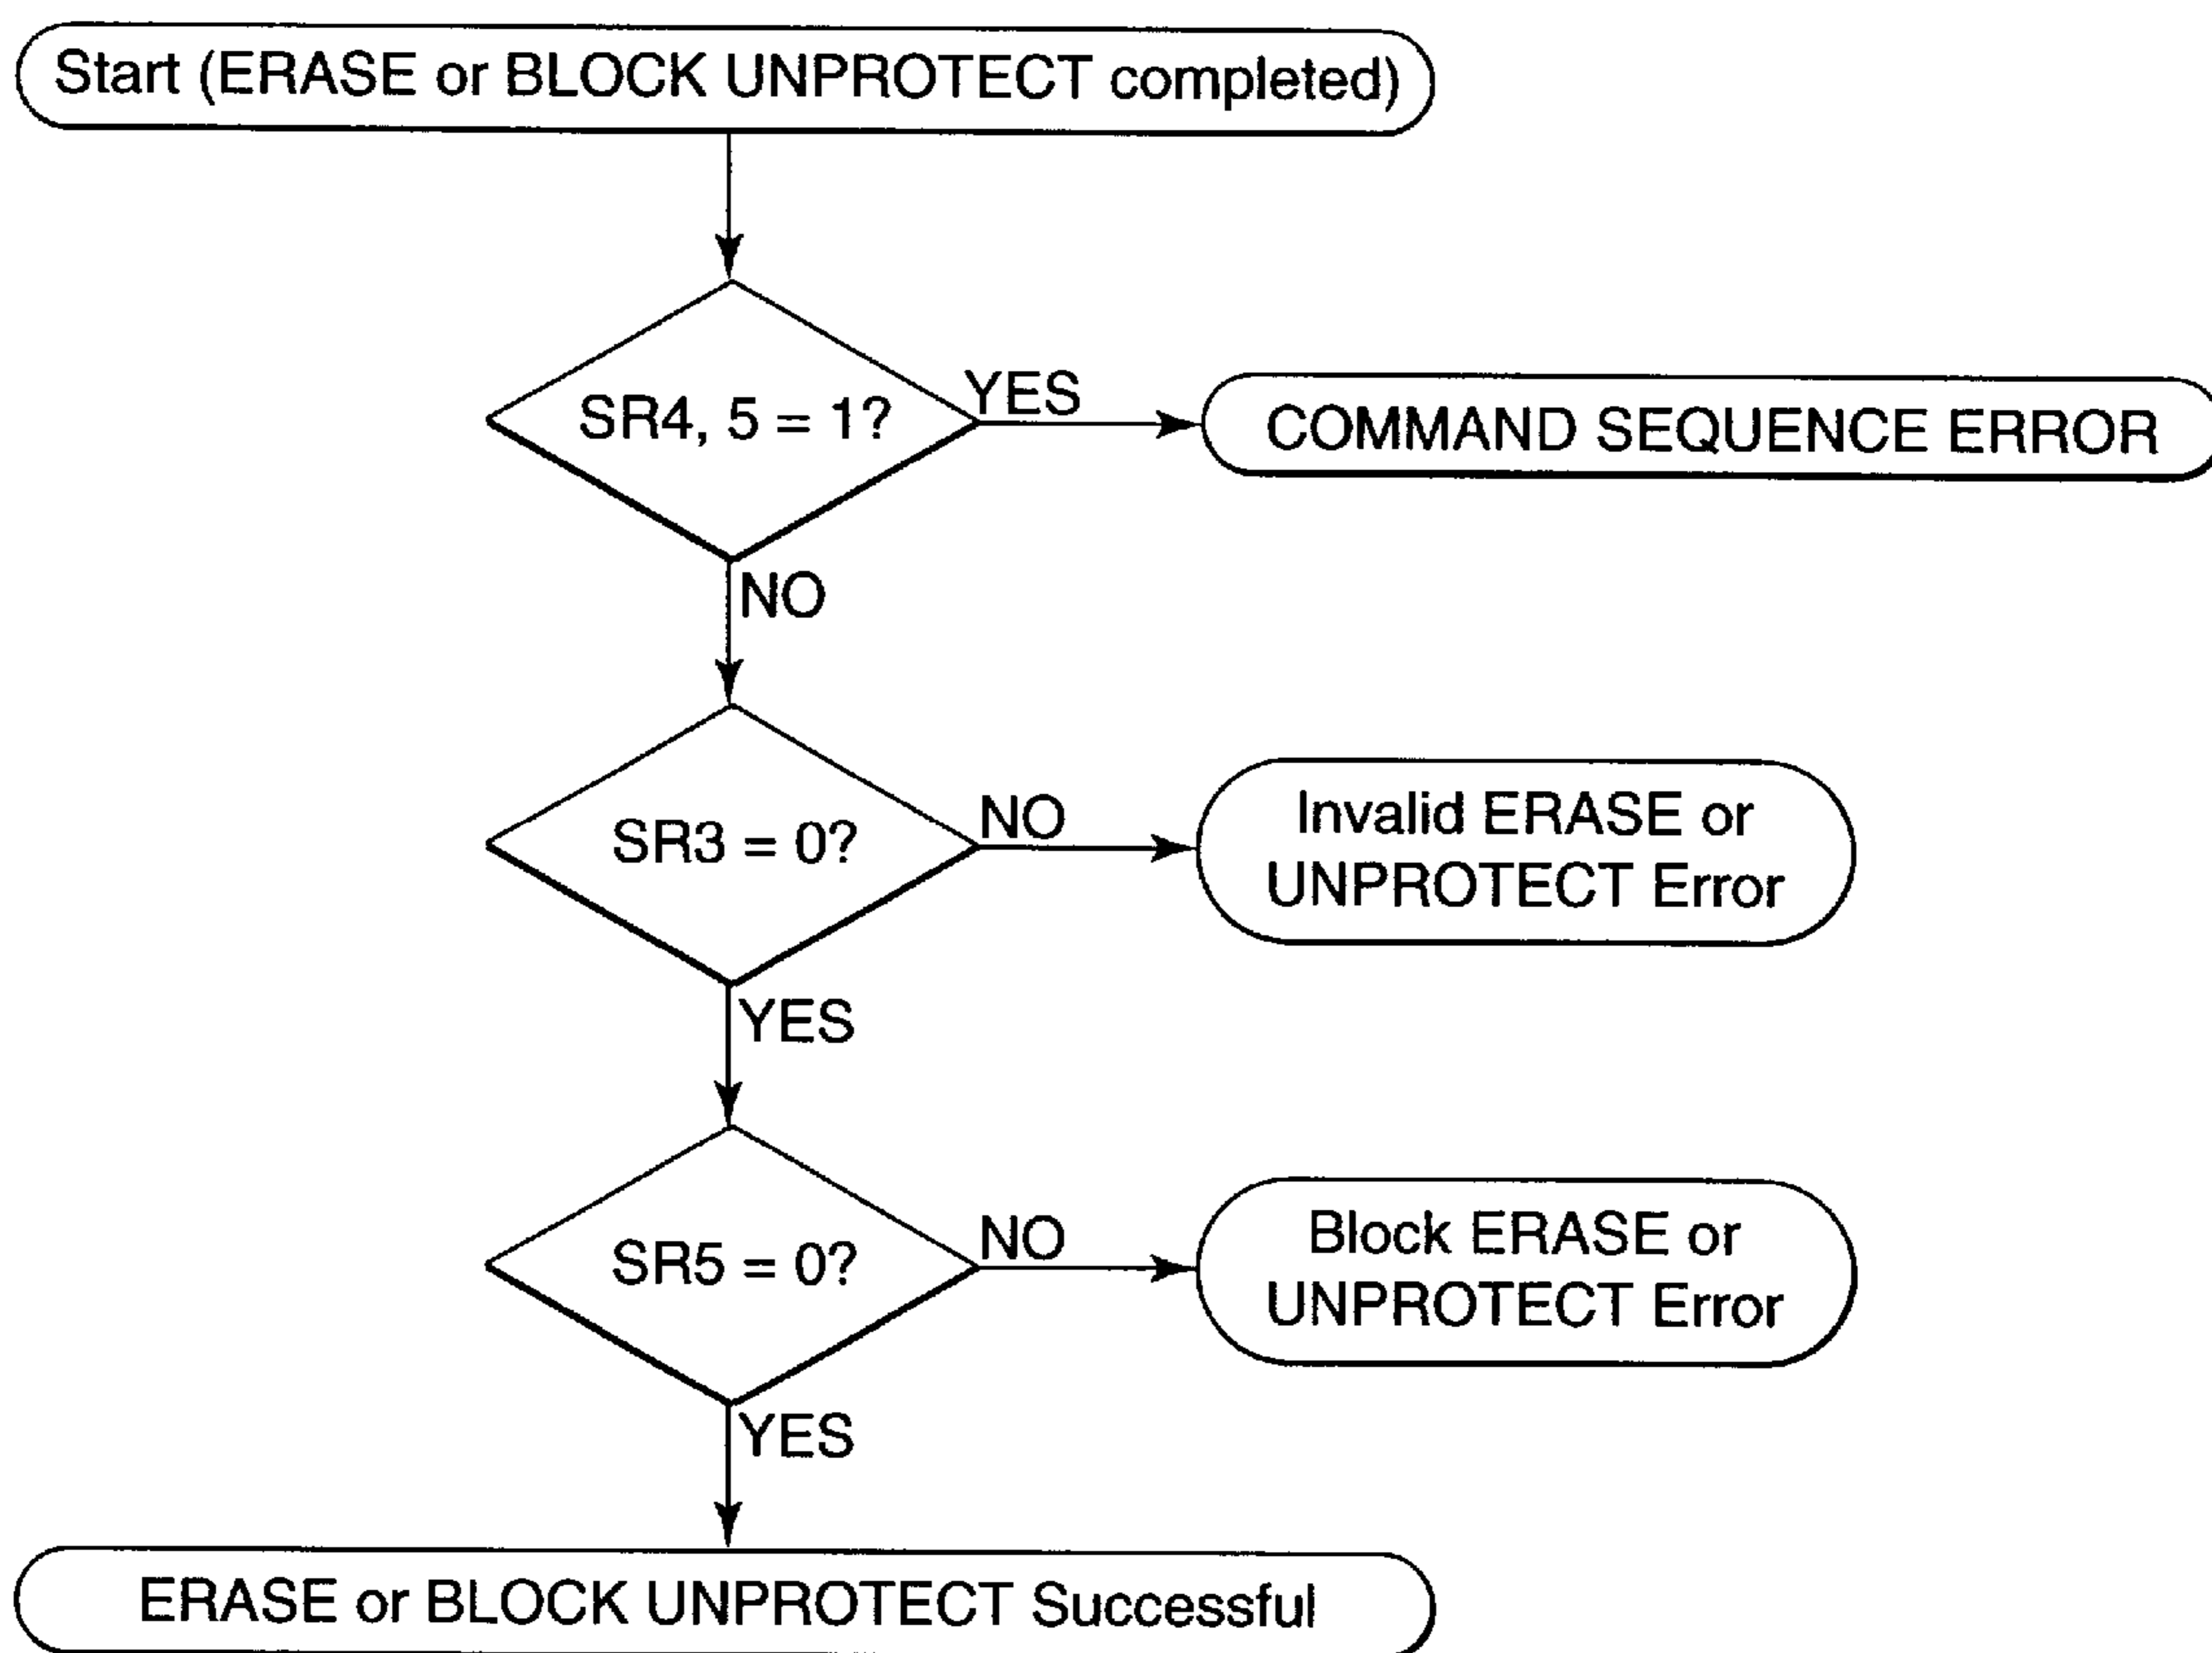 Start (ERASE or BLOCK UNPROTECT completed)
SR4, 5 = 1?
YES
COMMAND SEQUENCE ERROR
NO
SR3 = 0?
NO
Invalid ERASE or
UNPROTECT Error
YES
SR5 = 0?
NO
Block ERASE or
UNPROTECT Error
YES
ERASE or BLOCK UNPROTECT Successful